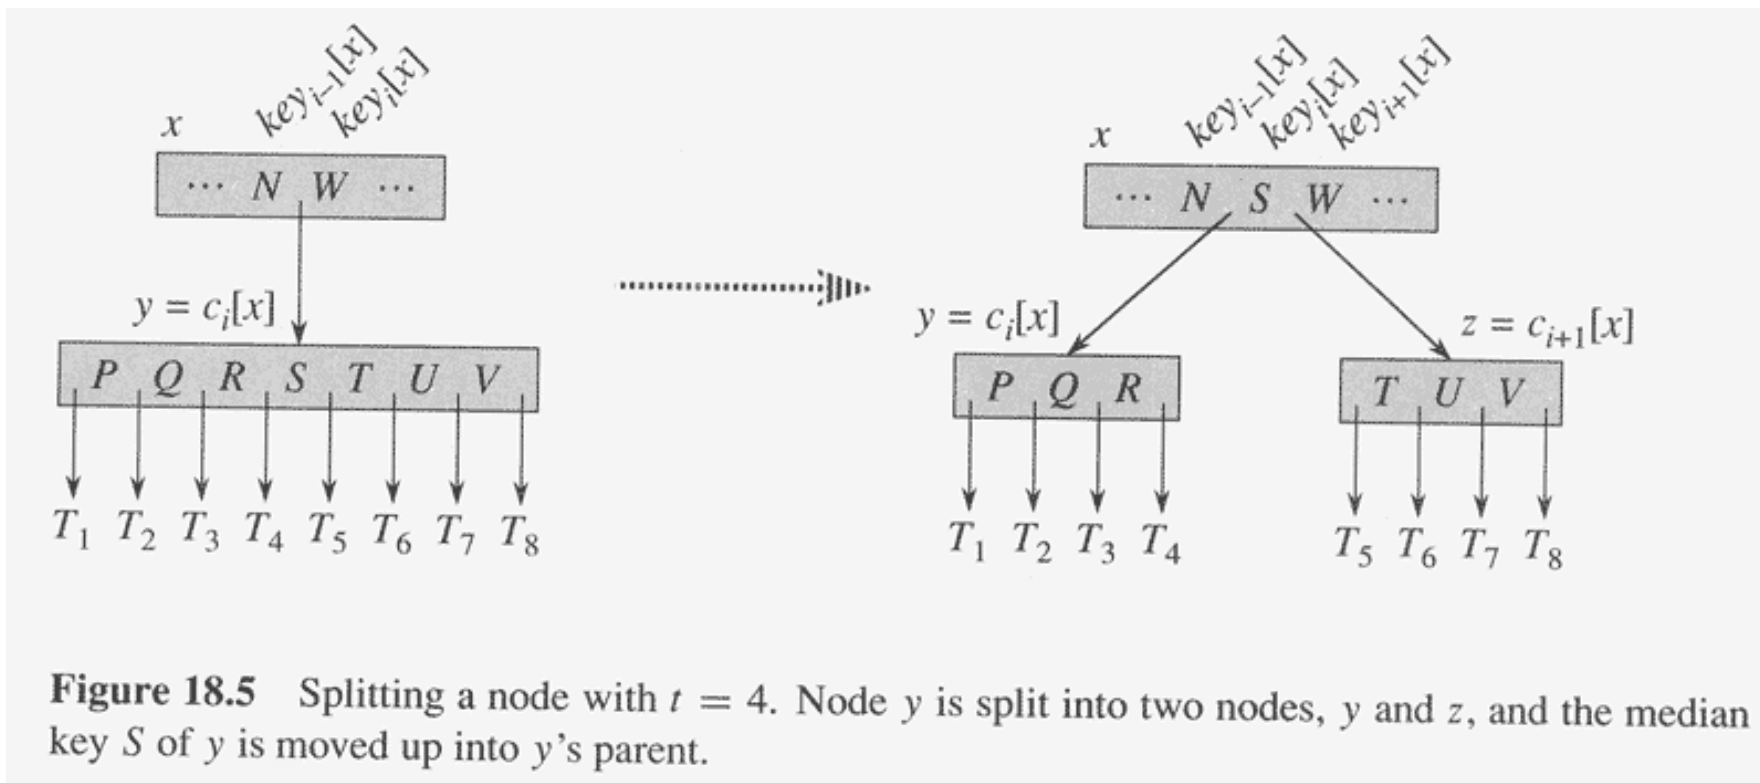 key_{i-1}[x]
key_i[x]
x
... N W ...
y = c_i[x]
P Q R S T U V
T_1 T_2 T_3 T_4 T_5 T_6 T_7 T_8
key_{i-1}[x]
key_i[x]
key_{i+1}[x]
x
... N S W ...
y = c_i[x]
z = c_{i+1}[x]
P Q R
T U V
T_1 T_2 T_3 T_4
T_5 T_6 T_7 T_8
Figure 18.5 Splitting a node with t = 4. Node y is split into two nodes, y and z, and the median
key S of y is moved up into y's parent.